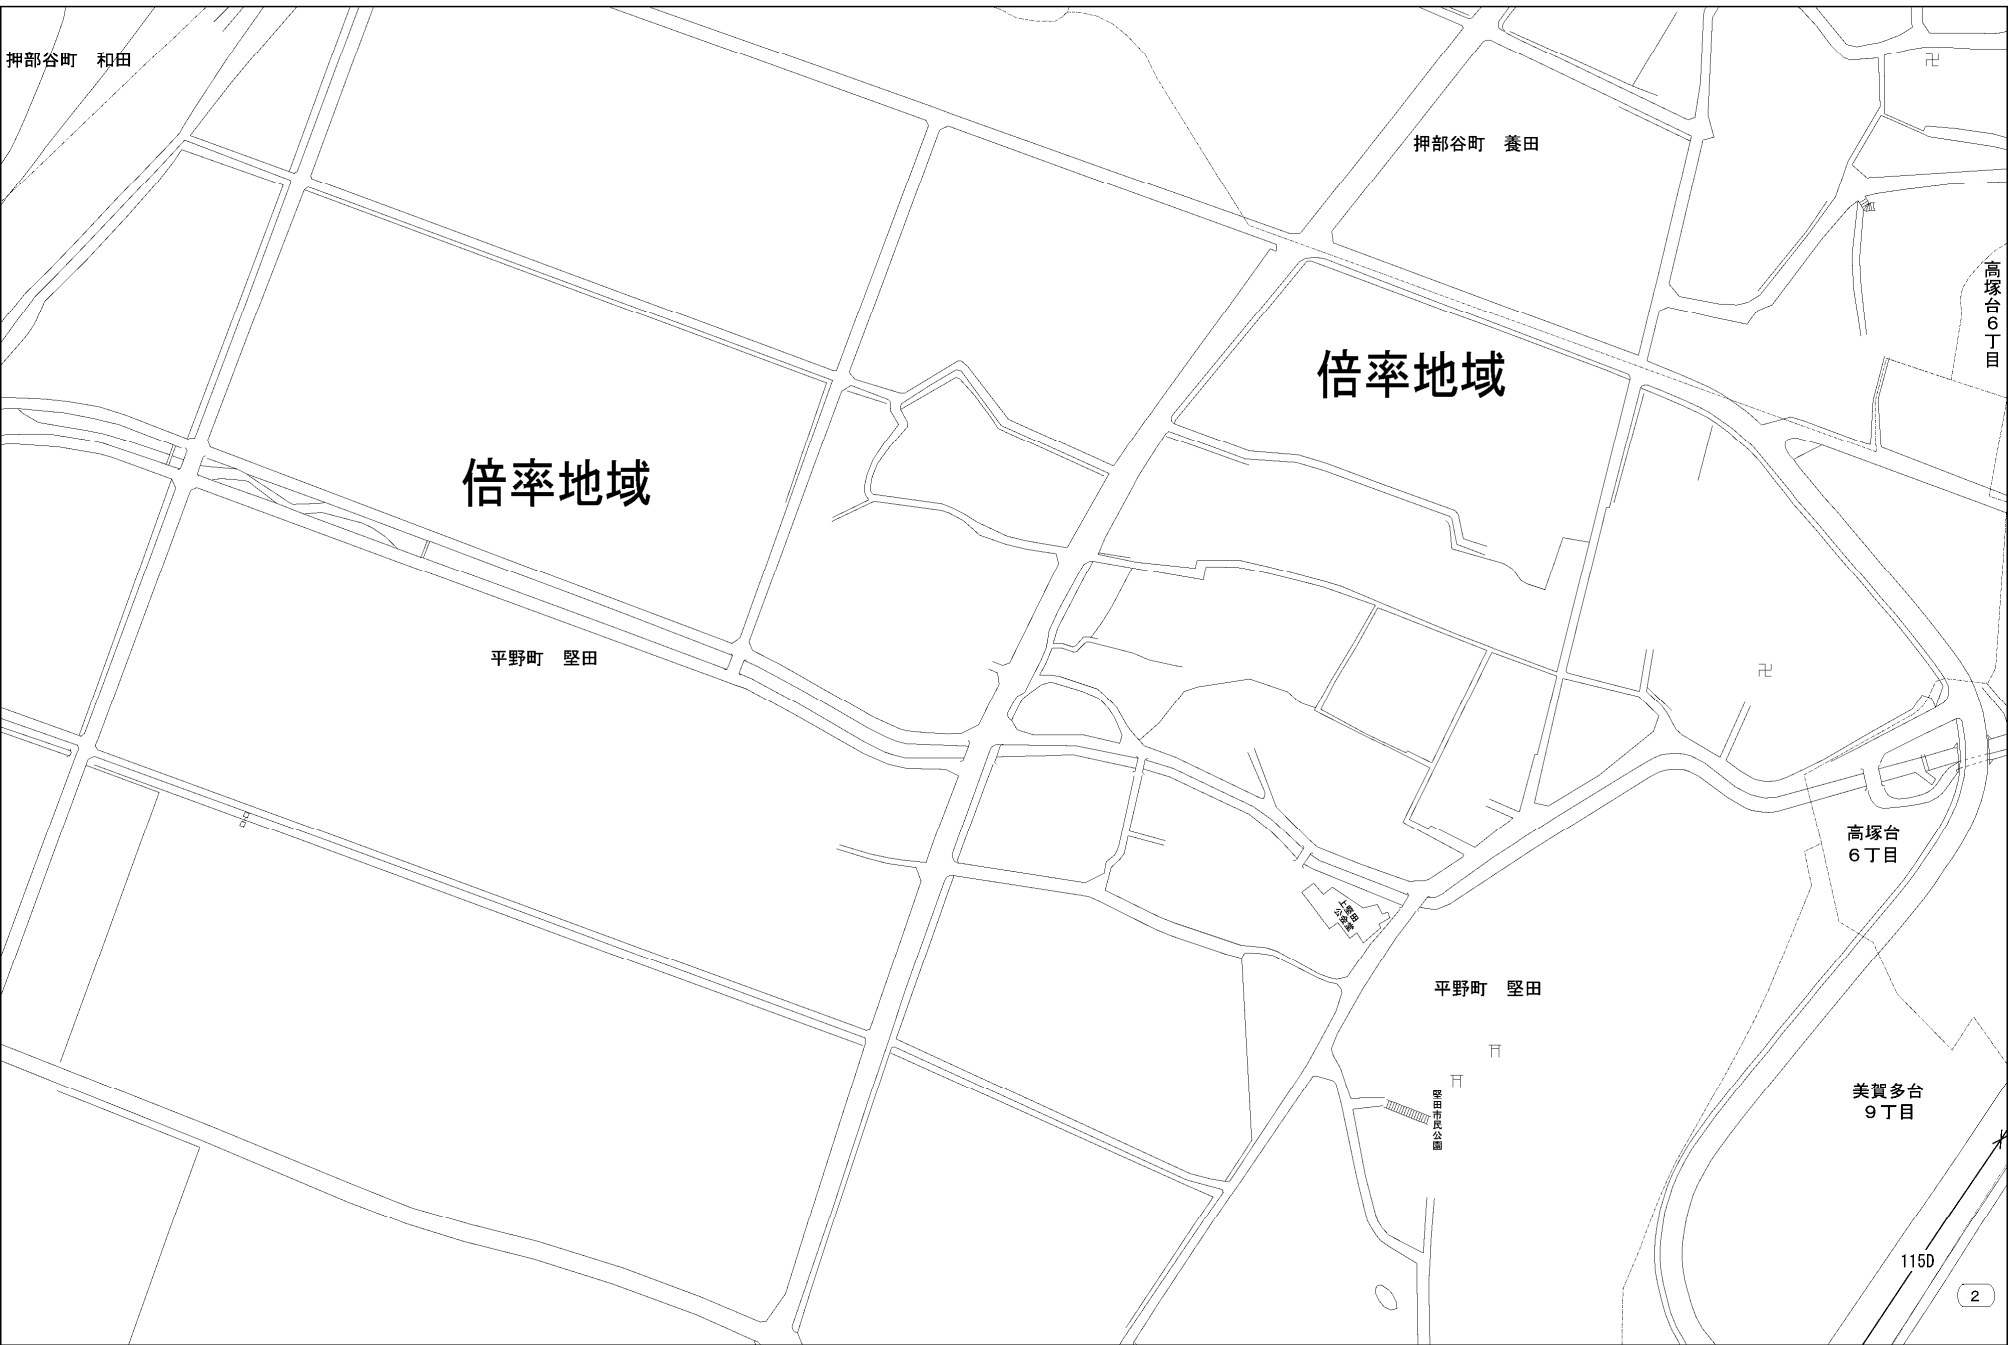 押部谷町　和田
押部谷町　養田
高塚台６丁目
倍率地域
倍率地域
平野町　堅田
高塚台
６丁目
上堅田
公会堂
平野町　堅田
堅田市民公園
美賀多台
９丁目
115D
2